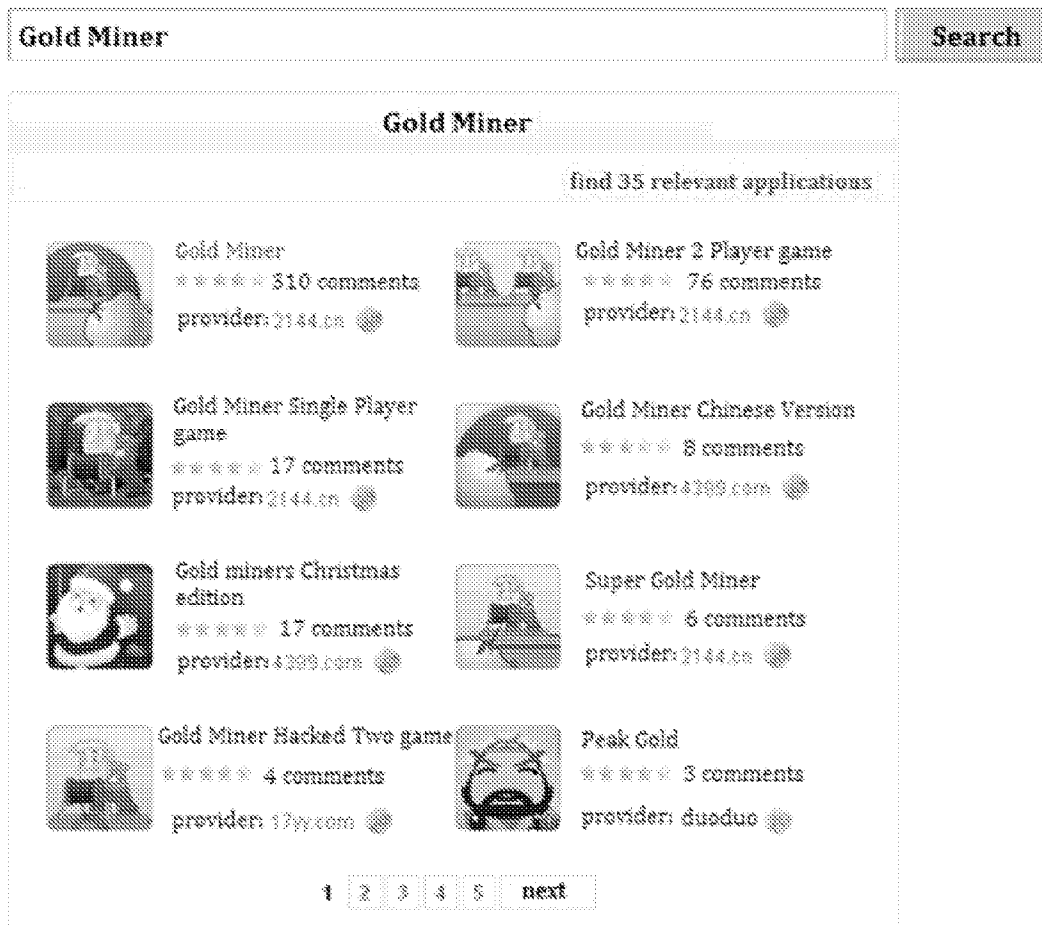 Gold Miner
Search
Gold Miner
find 35 relevant applications
Gold Miner
310 comments
provider: 2144.cn
Gold Miner 2 Player game
76 comments
provider: 2144.cn
Gold Miner Single Player
game
17 comments
provider: 2144.cn
Gold Miner Chinese Version
8 comments
provider: 4399.com
Gold miners Christmas
edition
17 comments
provider: 4399.com
Super Gold Miner
6 comments
provider: 2144.cn
Gold Miner Hacked Two game
4 comments
provider: 17yy.com
Peak Gold
3 comments
provider: duoduo
1 2 3 4 5 next